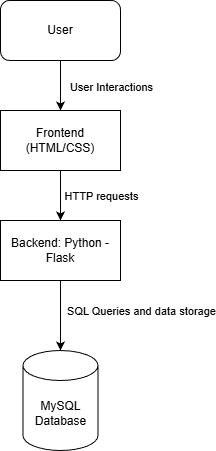 User
User Interactions
Frontend
(HTML/CSS)
HTTP requests
Backend: Python -
Flask
SQL Queries and data storage
MySQL
Database